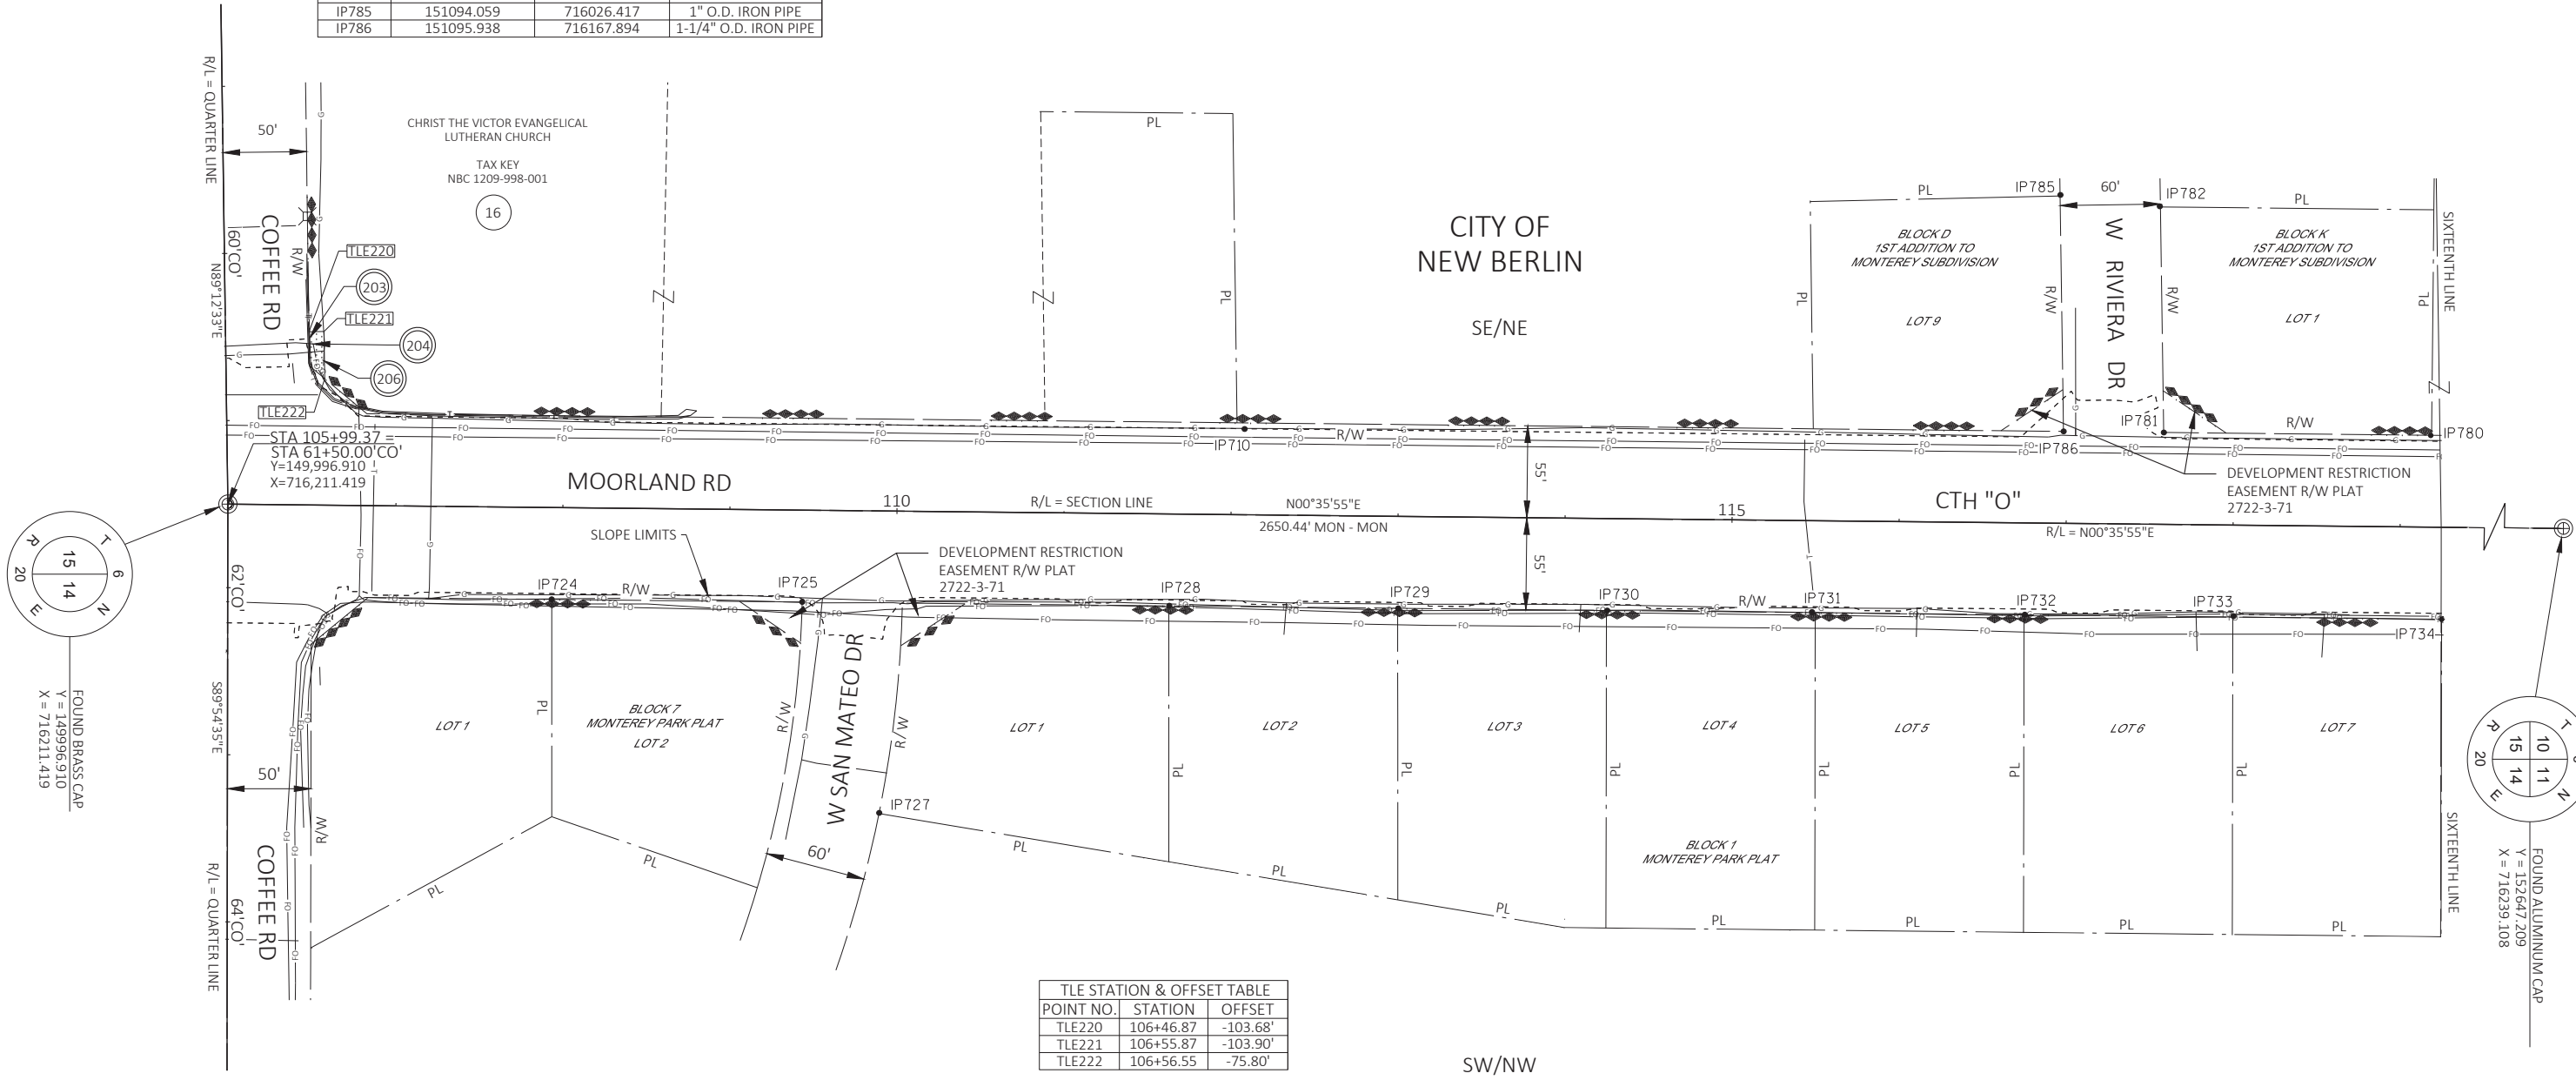 IP785 151094.059 716026.417 1" O.D. IRON PIPE
IP786 151095.938 716167.894 1-1/4" O.D. IRON PIPE
R/L = QUARTER LINE
50'
CHRIST THE VICTOR EVANGELICAL
LUTHERAN CHURCH
TAX KEY
NBC 1209-998-001
16
G
COFFEE RD
R/W
60'CO'
N89°12'33"E
TLE220
203
TLE221
204
206
TLE222
PL
PL
PL
CITY OF
NEW BERLIN
SE/NE
PL
IP785
60'
IP782
PL
BLOCK D
1ST ADDITION TO
MONTEREY SUBDIVISION
LOT 9
R/W
W RIVIERA DR
R/W
BLOCK K
1ST ADDITION TO
MONTEREY SUBDIVISION
LOT 1
PL
SIXTEENTH LINE
IP781
R/W
IP780
IP710
R/W
IP786
DEVELOPMENT RESTRICTION
EASEMENT R/W PLAT
2722-3-71
STA 105+99.37 =
STA 61+50.00'CO'
Y=149,996.910
X=716,211.419
MOORLAND RD
110
R/L = SECTION LINE
N00°35'55"E
2650.44' MON - MON
55'
55'
115
CTH "O"
R/L = N00°35'55"E
T 6 N
R 20 E
15 14
SLOPE LIMITS
DEVELOPMENT RESTRICTION
EASEMENT R/W PLAT
2722-3-71
62'CO'
IP724
R/W
IP725
IP728
IP729
IP730
R/W
IP731
IP732
IP733
IP734
FOUND BRASS CAP
Y = 149996.910
X = 716211.419
S89°54'35"E
50'
R/W
COFFEE RD
64'CO'
R/L = QUARTER LINE
LOT 1
PL
BLOCK 7
MONTEREY PARK PLAT
LOT 2
R/W
W SAN MATEO DR
R/W
60'
IP727
LOT 1
PL
LOT 2
PL
LOT 3
PL
LOT 4
PL
LOT 5
PL
LOT 6
PL
LOT 7
BLOCK 1
MONTEREY PARK PLAT
PL
PL
PL
PL
PL
PL
PL
PL
PL
SIXTEENTH LINE
T N
R 20 E
10 11
15 14
FOUND ALUMINUM CAP
Y = 152647.209
X = 716239.108
TLE STATION & OFFSET TABLE
POINT NO. STATION OFFSET
TLE220 106+46.87 -103.68'
TLE221 106+55.87 -103.90'
TLE222 106+56.55 -75.80'
SW/NW